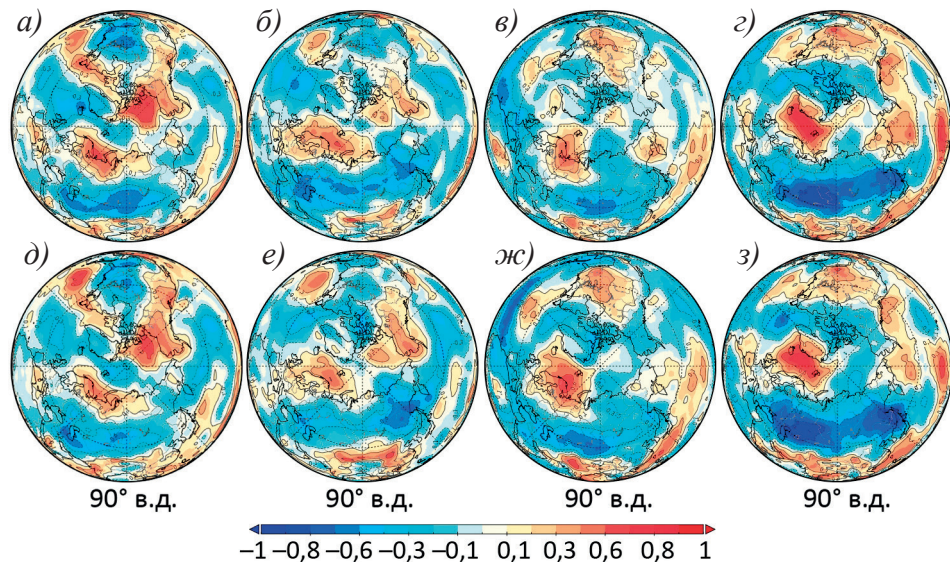 а) б) в) г)
д) е) ж) з)
90° в.д. 90° в.д. 90° в.д. 90° в.д.
−1 −0,8 −0,6 −0,3 −0,1 0,1 0,3 0,6 0,8 1